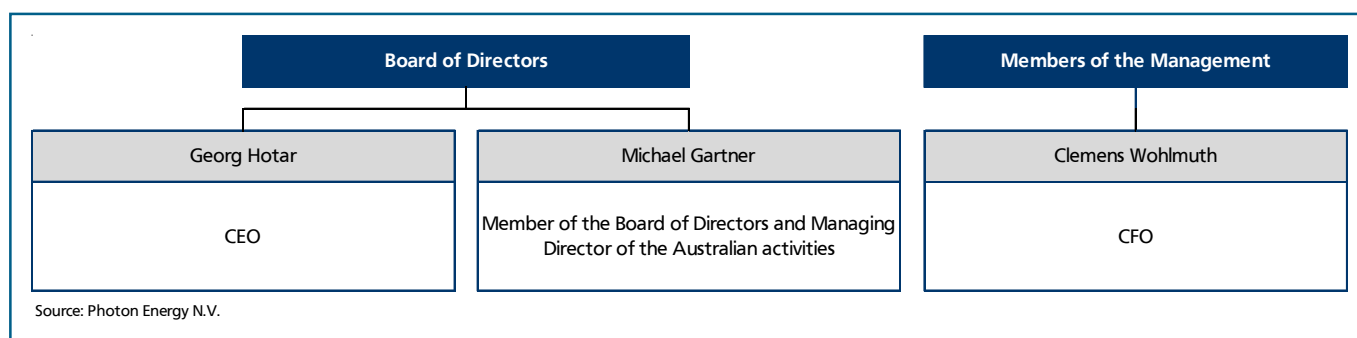 Board of Directors
Members of the Management
Georg Hotar
Michael Gartner
Clemens Wohlmuth
CEO
Member of the Board of Directors and Managing
Director of the Australian activities
CFO
Source: Photon Energy N.V.